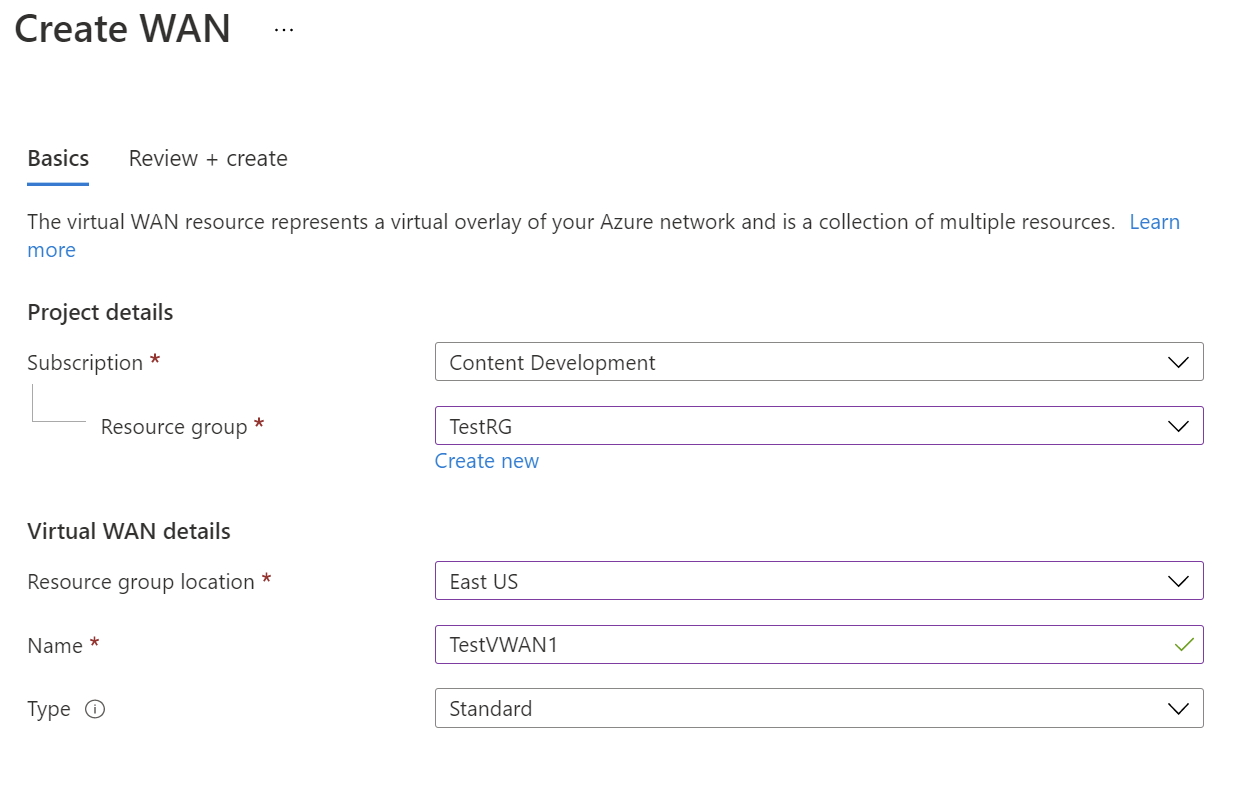 Create WAN ...
Basics Review + create
The virtual WAN resource represents a virtual overlay of your Azure network and is a collection of multiple resources. Learn
more
Project details
Subscription * Content Development
Resource group * TestRG
Create new
Virtual WAN details
Resource group location * East US
Name * TestVWAN1
Type Standard